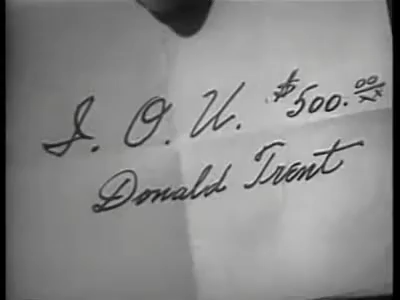 I. O. U. $500. 00/xx
Donald Trent